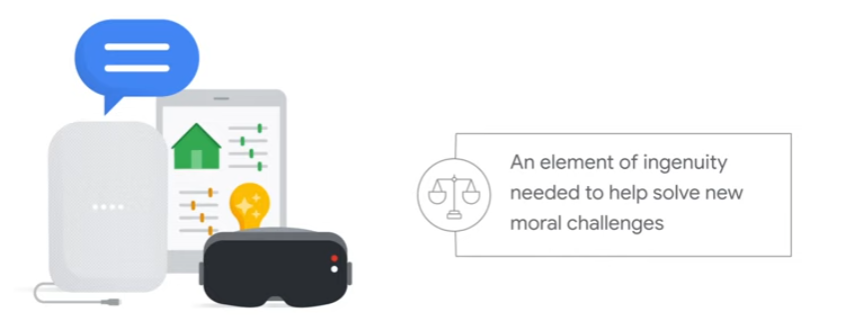 An element of ingenuity
needed to help solve new
moral challenges